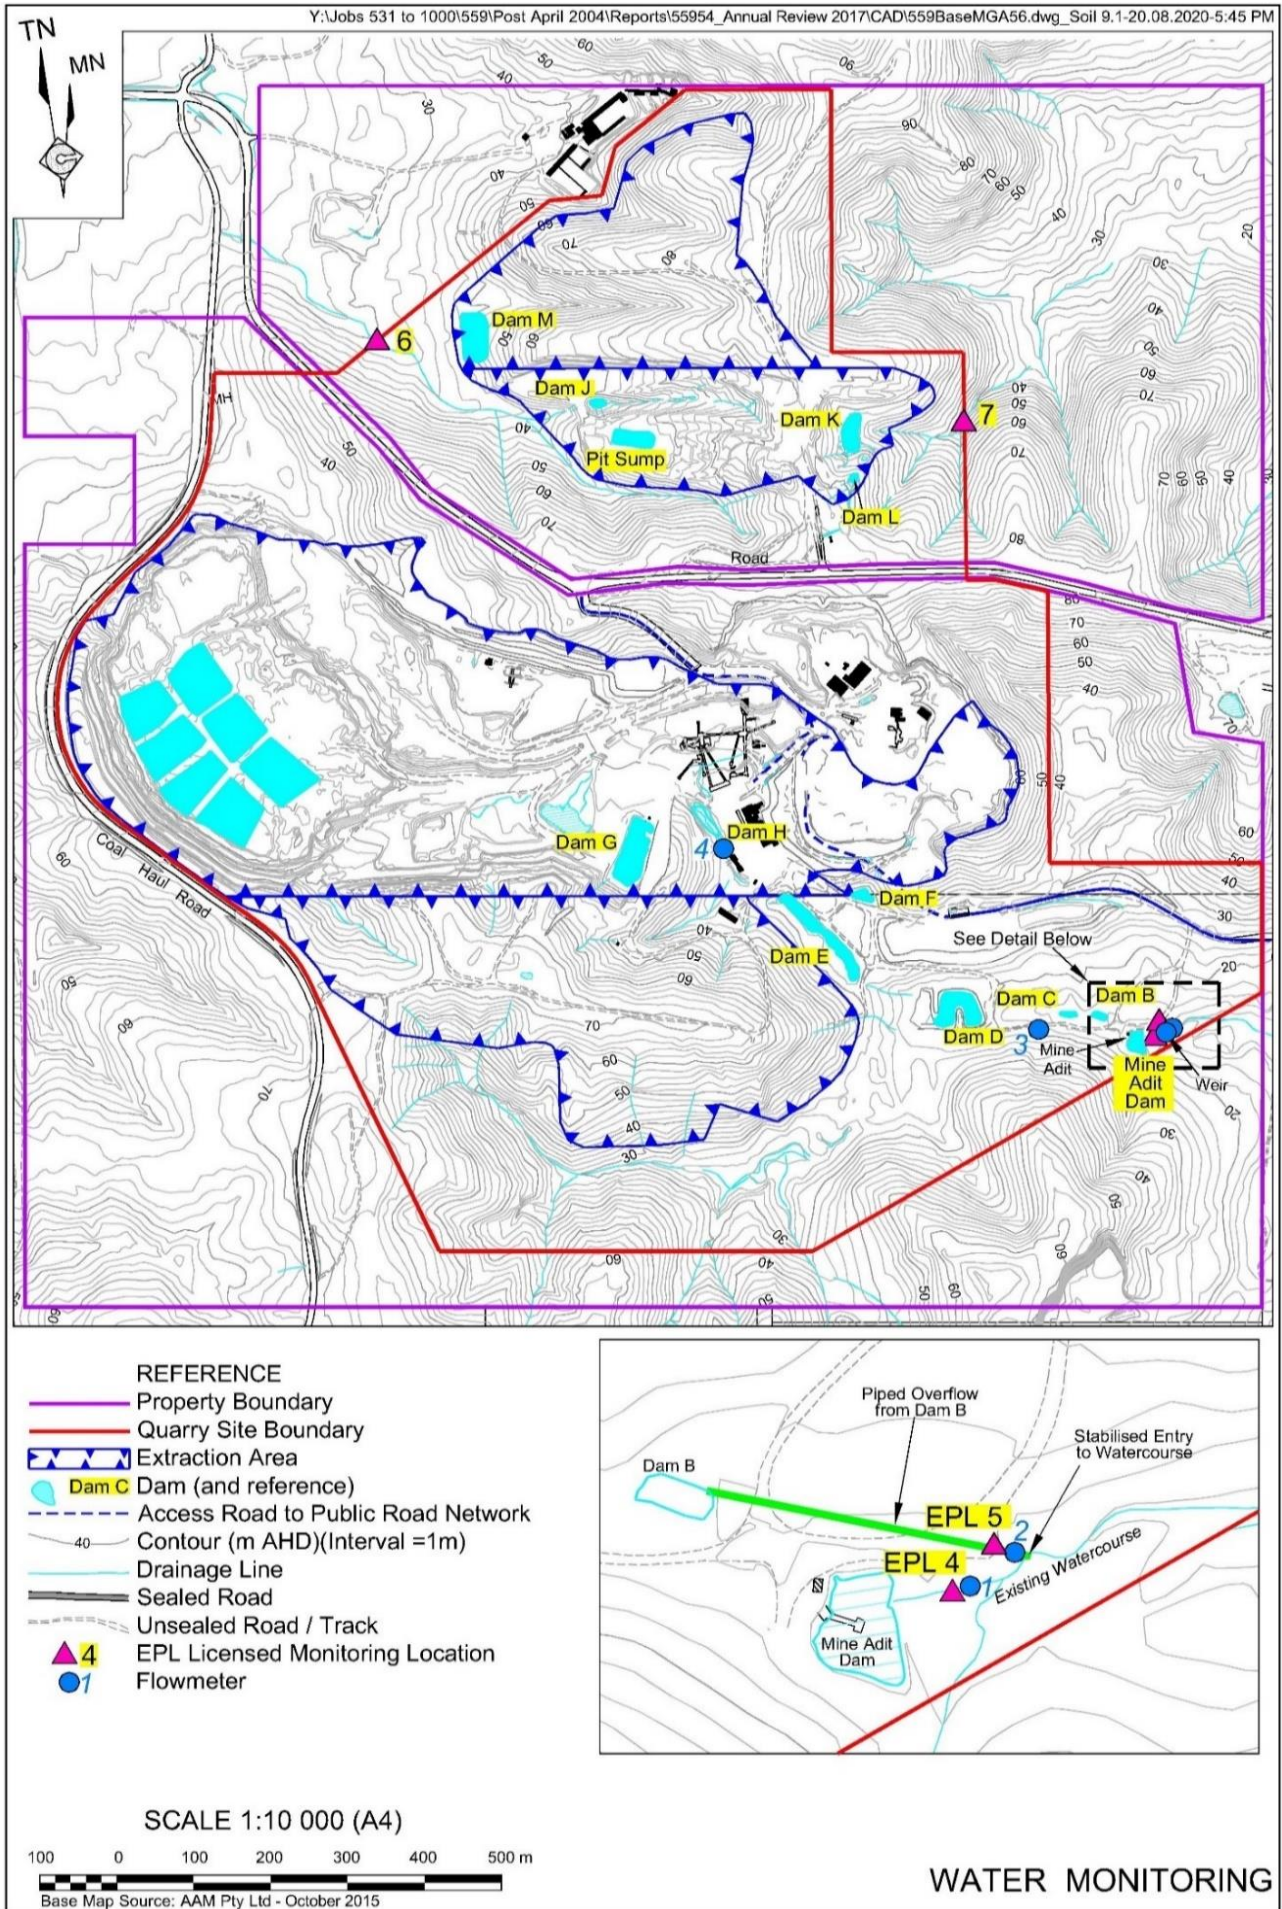 Y:\Jobs 531 to 1000\559\Post April 2004\Reports\55954_Annual Review 2017\CAD\559BaseMGA56.dwg_Soil 9.1-20.08.2020-5:45 PM
TN
MN
6
Dam M
Dam J
Dam K
7
Pit Sump
Dam L
MH
Road
Dam G
Dam H
4
Coal Haul Road
Dam F
See Detail Below
Dam E
Dam C
Dam B
Dam D
3
Mine
Adit
Mine
Adit
Dam
Weir
REFERENCE
Property Boundary
Quarry Site Boundary
Extraction Area
Dam C Dam (and reference)
Access Road to Public Road Network
40 Contour (m AHD)(Interval =1m)
Drainage Line
Sealed Road
Unsealed Road / Track
4 EPL Licensed Monitoring Location
1 Flowmeter
Piped Overflow
from Dam B
Stabilised Entry
to Watercourse
Dam B
EPL 5
2
EPL 4
1
Existing Watercourse
Mine Adit
Dam
SCALE 1:10 000 (A4)
100 0 100 200 300 400 500 m
Base Map Source: AAM Pty Ltd - October 2015
WATER MONITORING